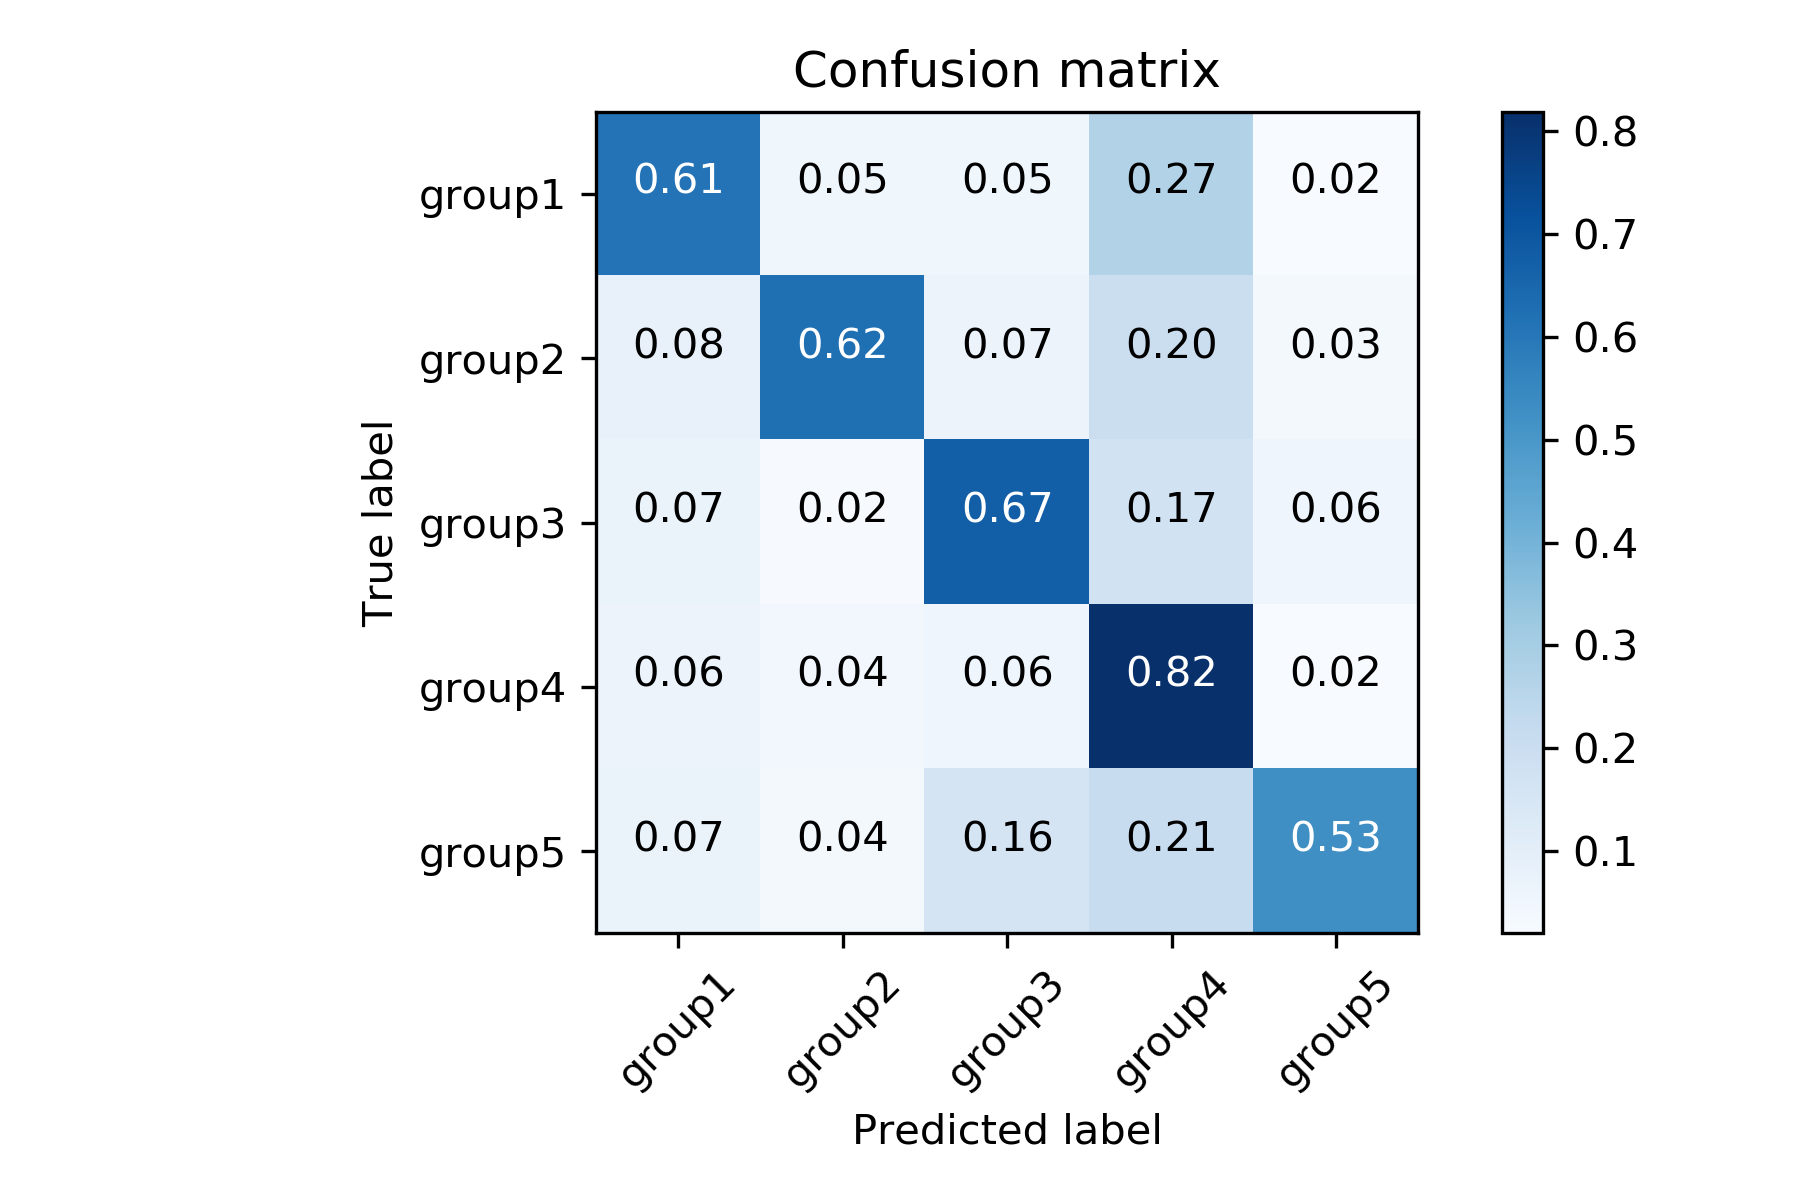 Confusion matrix
group1 0.61 0.05 0.05 0.27 0.02
group2 0.08 0.62 0.07 0.20 0.03
group3 0.07 0.02 0.67 0.17 0.06
group4 0.06 0.04 0.06 0.82 0.02
group5 0.07 0.04 0.16 0.21 0.53
True label
group1 group2 group3 group4 group5
Predicted label
0.8
0.7
0.6
0.5
0.4
0.3
0.2
0.1